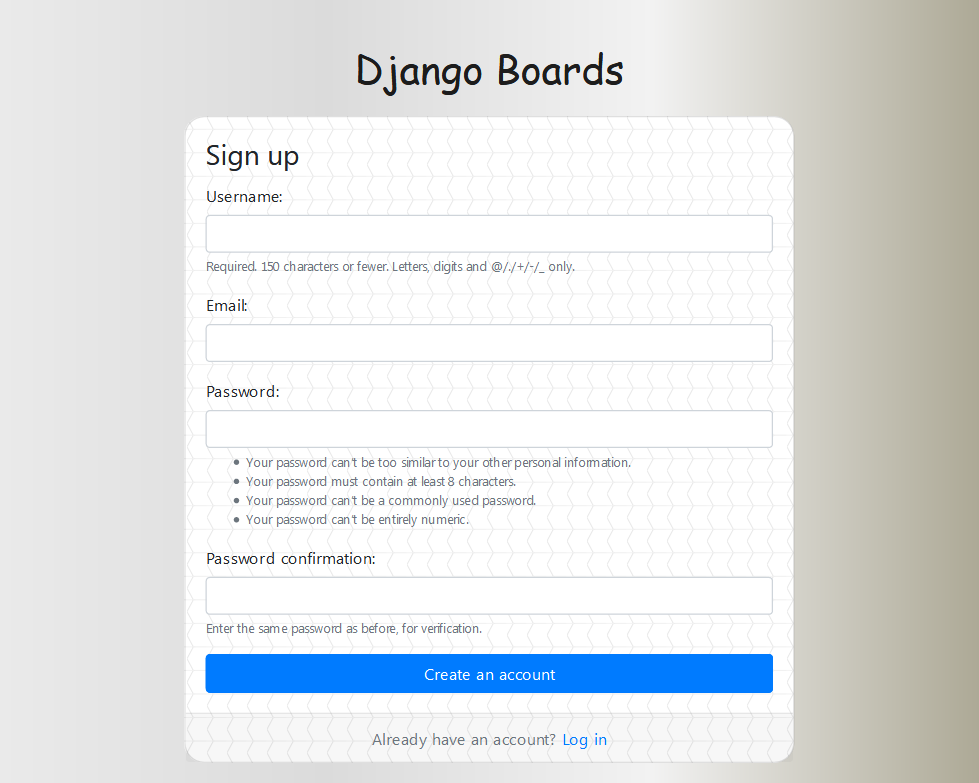 Django Boards
Sign up
Username:
Required. 150 characters or fewer. Letters, digits and @/./+/-/_ only.
Email:
Password:
Your password can't be too similar to your other personal information.
Your password must contain at least 8 characters.
Your password can't be a commonly used password.
Your password can't be entirely numeric.
Password confirmation:
Enter the same password as before, for verification.
Create an account
Already have an account? Log in